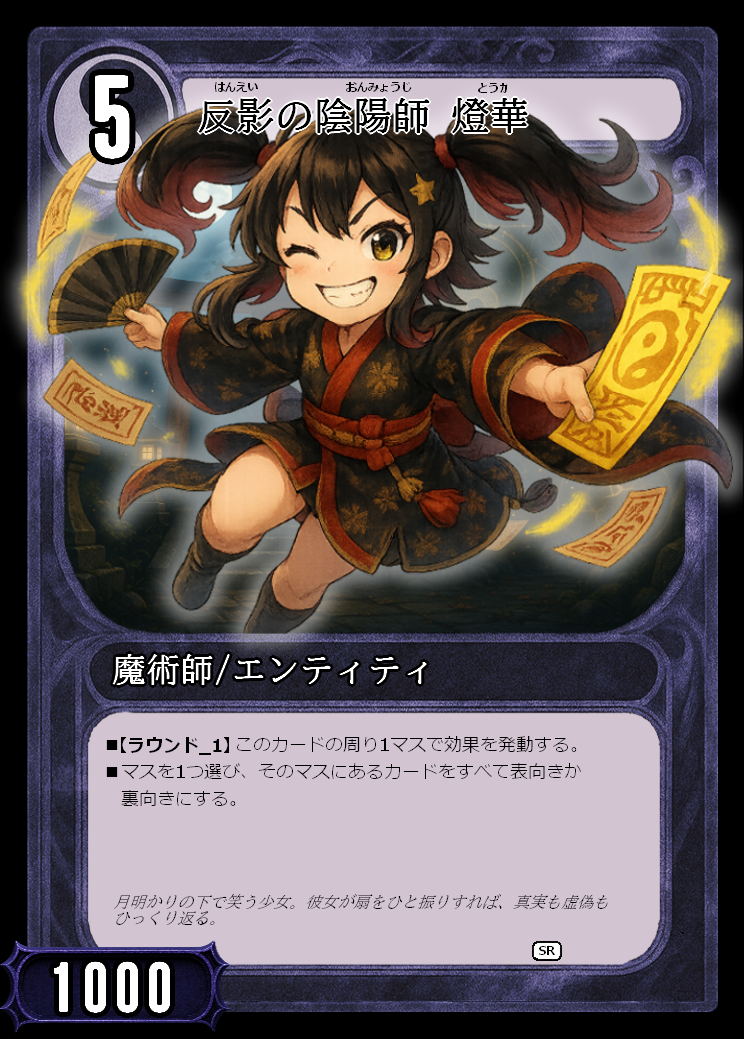 5
はんえい おんみょうじ とうか
反影の陰陽師 燈華
魔術師/エンティティ
■【ラウンド_1】このカードの周り1マスで効果を発動する。
■マスを1つ選び、そのマスにあるカードをすべて表向きか
裏向きにする。
月明かりの下で笑う少女。彼女が扇をひと振りすれば、真実も虚偽も
ひっくり返る。
SR
1000